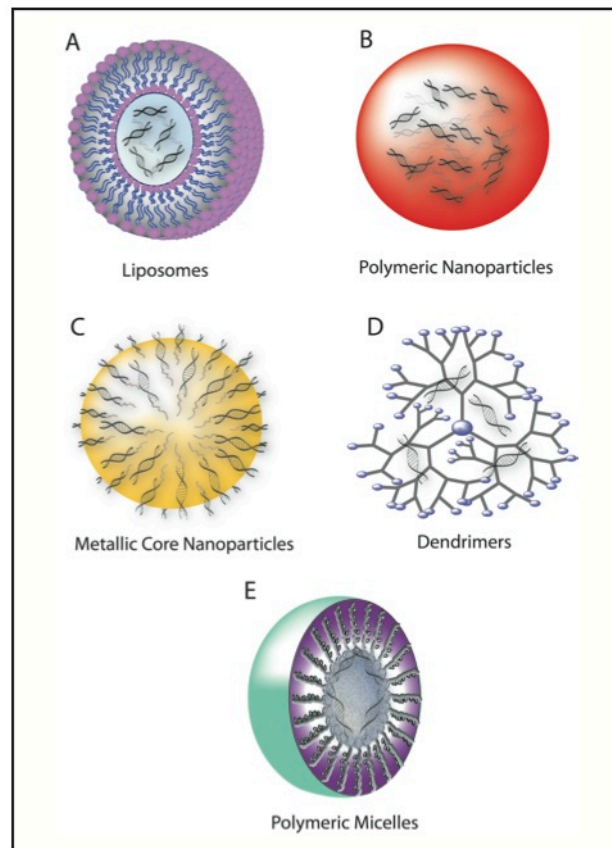 A
B
Liposomes
Polymeric Nanoparticles
C
D
Metallic Core Nanoparticles
Dendrimers
E
Polymeric Micelles